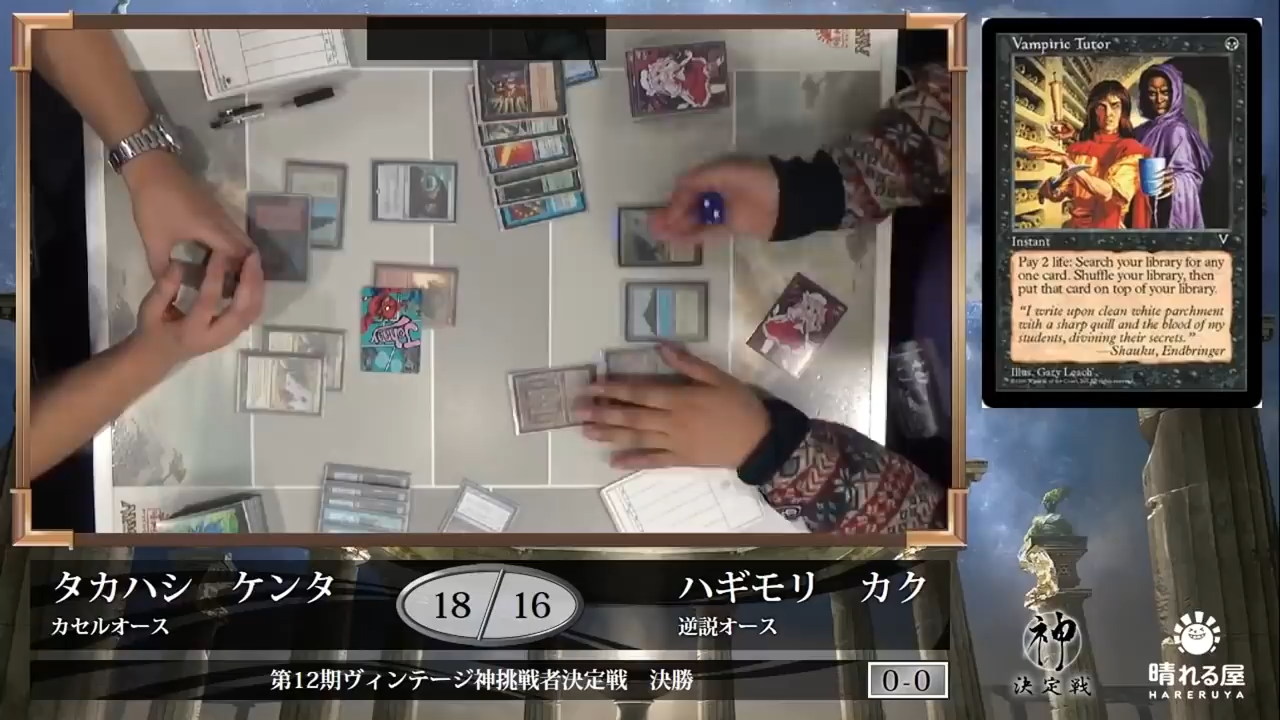 Vampiric Tutor
Instant
Pay 2 life: Search your library for any
one card. Shuffle your library, then
put that card on top of your library.
"I write upon clean white parchment
with a sharp quill and the blood of my
students, divining their secrets."
—Shauku, Endbringer
Illus. Gary Leach
タカハシ ケンタ
カセルオース
18 / 16
ハギモリ カク
逆説オース
第12期ヴィンテージ神挑戦者決定戦 決勝
0-0
神
決定戦
晴れる屋
HARERUYA